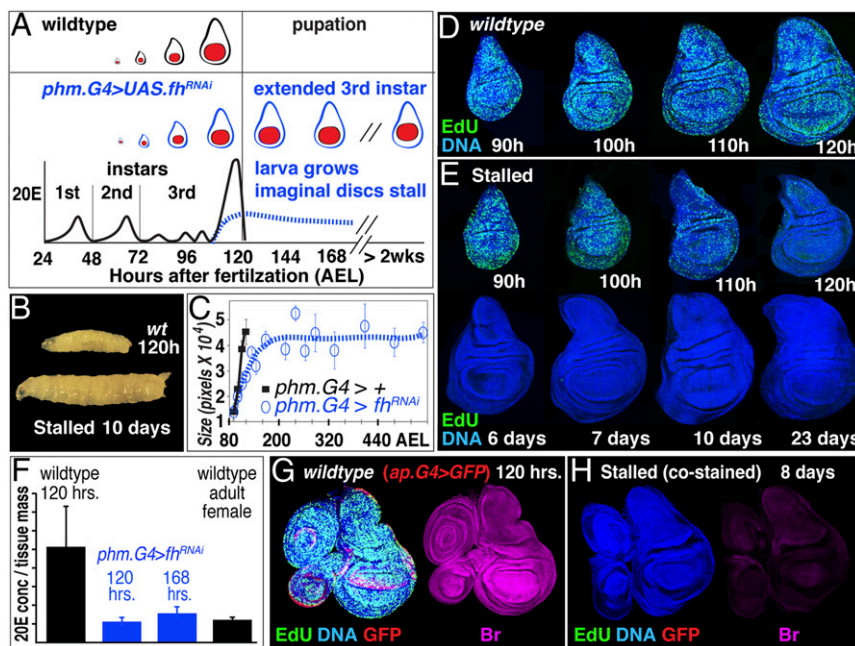 A
wildtype
pupation
phm.G4>UAS.fhRNAi
extended 3rd instar
instars
1st
2nd
3rd
20E
larva grows
imaginal discs stall
24 48 72 96 120 144 168 > 2wks
Hours after fertilzation (AEL)
B
wt
120h
Stalled 10 days
C
Size (pixels X 10⁴)
5
4
3
2
1
phm.G4 > +
phm.G4 > fhRNAi
80 200 320 440 AEL
D wildtype
EdU
DNA
90h 100h 110h 120h
E Stalled
90h 100h 110h 120h
EdU
DNA
6 days 7 days 10 days 23 days
F
wildtype
120 hrs.
wildtype
adult
female
phm.G4>fhRNAi
120
hrs.
168
hrs.
20E conc / tissue mass
G wildtype (ap.G4>GFP) 120 hrs.
EdU DNA GFP
Br
H Stalled (co-stained) 8 days
EdU DNA GFP
Br